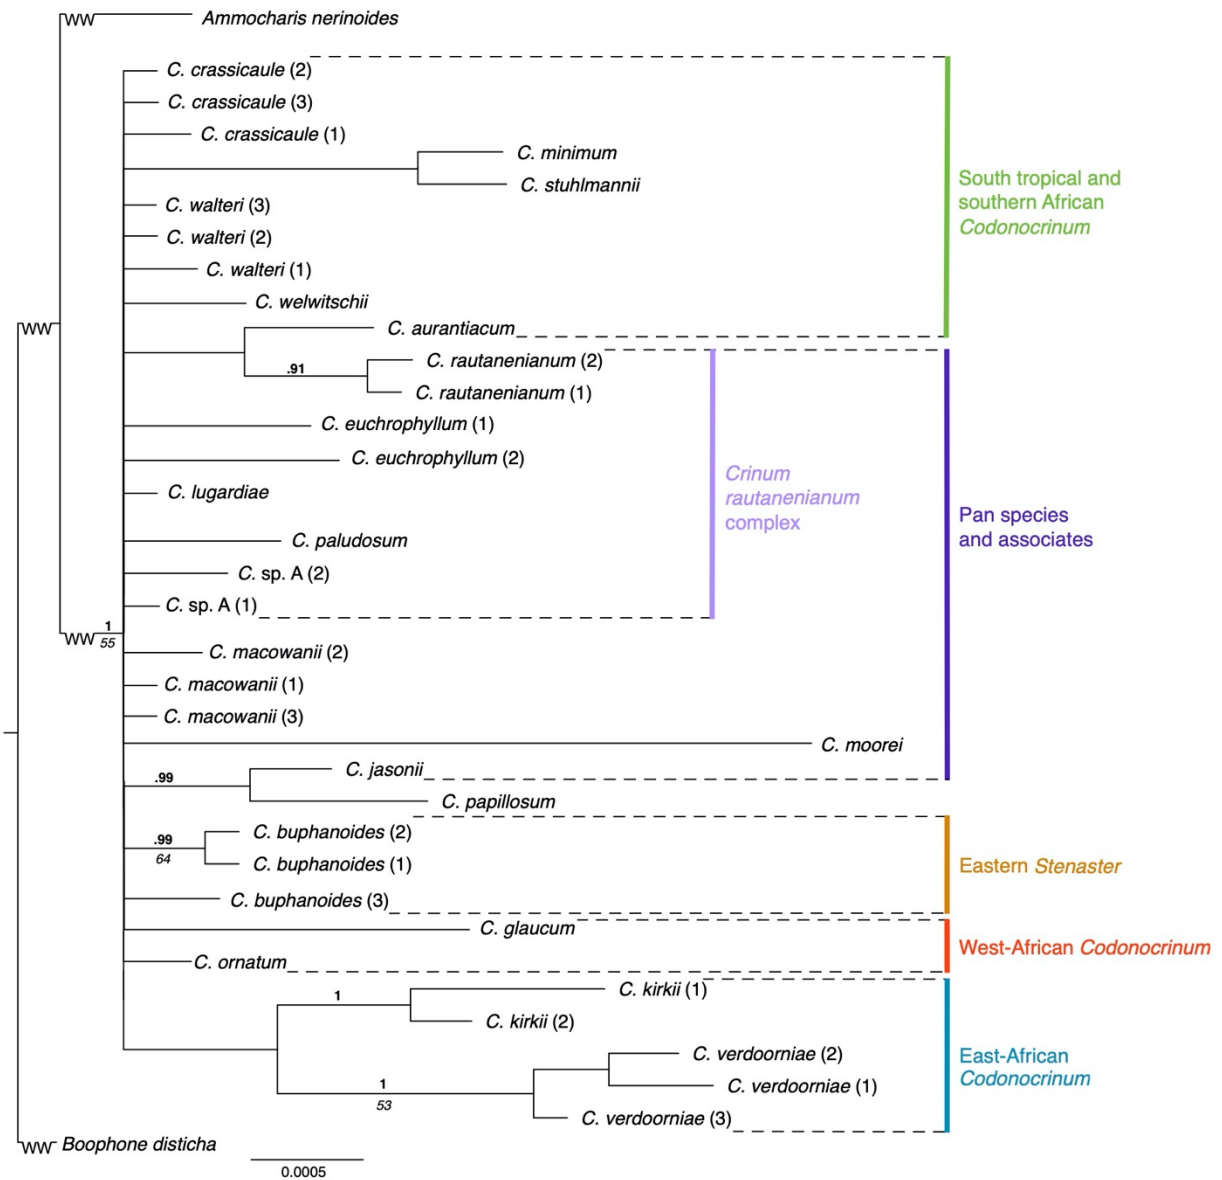 Ammocharis nerinoides
C. crassicaule (2)
C. crassicaule (3)
C. crassicaule (1)
C. minimum
C. stuhlmannii
C. walteri (3)
C. walteri (2)
C. walteri (1)
C. welwitschii
C. aurantiacum
.91
C. rautanenianum (2)
C. rautanenianum (1)
C. euchrophyllum (1)
C. euchrophyllum (2)
C. lugardiae
C. paludosum
C. sp. A (2)
C. sp. A (1)
1
55
C. macowanii (2)
C. macowanii (1)
C. macowanii (3)
C. moorei
.99
C. jasonii
C. papillosum
.99
64
C. buphanoides (2)
C. buphanoides (1)
C. buphanoides (3)
C. glaucum
C. ornatum
1
C. kirkii (1)
C. kirkii (2)
1
53
C. verdoorniae (2)
C. verdoorniae (1)
C. verdoorniae (3)
Boophone disticha
0.0005
South tropical and
southern African
Codonocrinum
Crinum
rautanenianum
complex
Pan species
and associates
Eastern Stenaster
West-African Codonocrinum
East-African
Codonocrinum